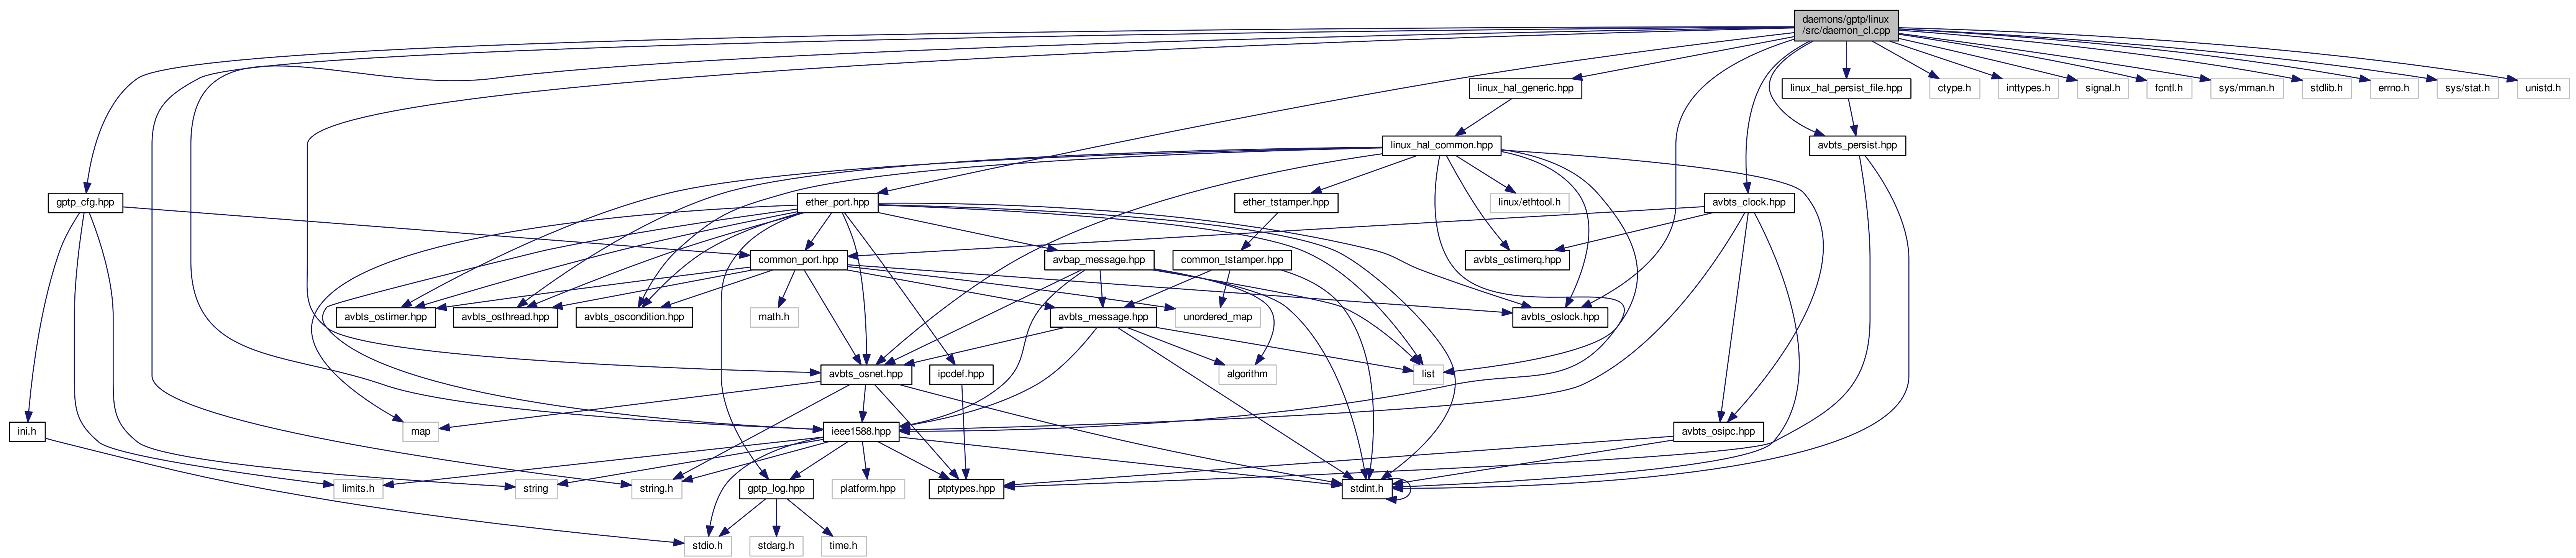 daemons/gptp/linux
/src/daemon_cl.cpp
linux_hal_generic.hpp
linux_hal_persist_file.hpp
ctype.h
inttypes.h
signal.h
fcntl.h
sys/mman.h
stdlib.h
errno.h
sys/stat.h
unistd.h
linux_hal_common.hpp
avbts_persist.hpp
gptp_cfg.hpp
ether_port.hpp
ether_tstamper.hpp
linux/ethtool.h
avbts_clock.hpp
common_port.hpp
avbap_message.hpp
common_tstamper.hpp
avbts_ostimerq.hpp
avbts_ostimer.hpp
avbts_osthread.hpp
avbts_oscondition.hpp
math.h
avbts_message.hpp
unordered_map
avbts_oslock.hpp
avbts_osnet.hpp
ipcdef.hpp
algorithm
list
ini.h
map
ieee1588.hpp
avbts_osipc.hpp
limits.h
string
string.h
gptp_log.hpp
platform.hpp
ptptypes.hpp
stdint.h
stdio.h
stdarg.h
time.h